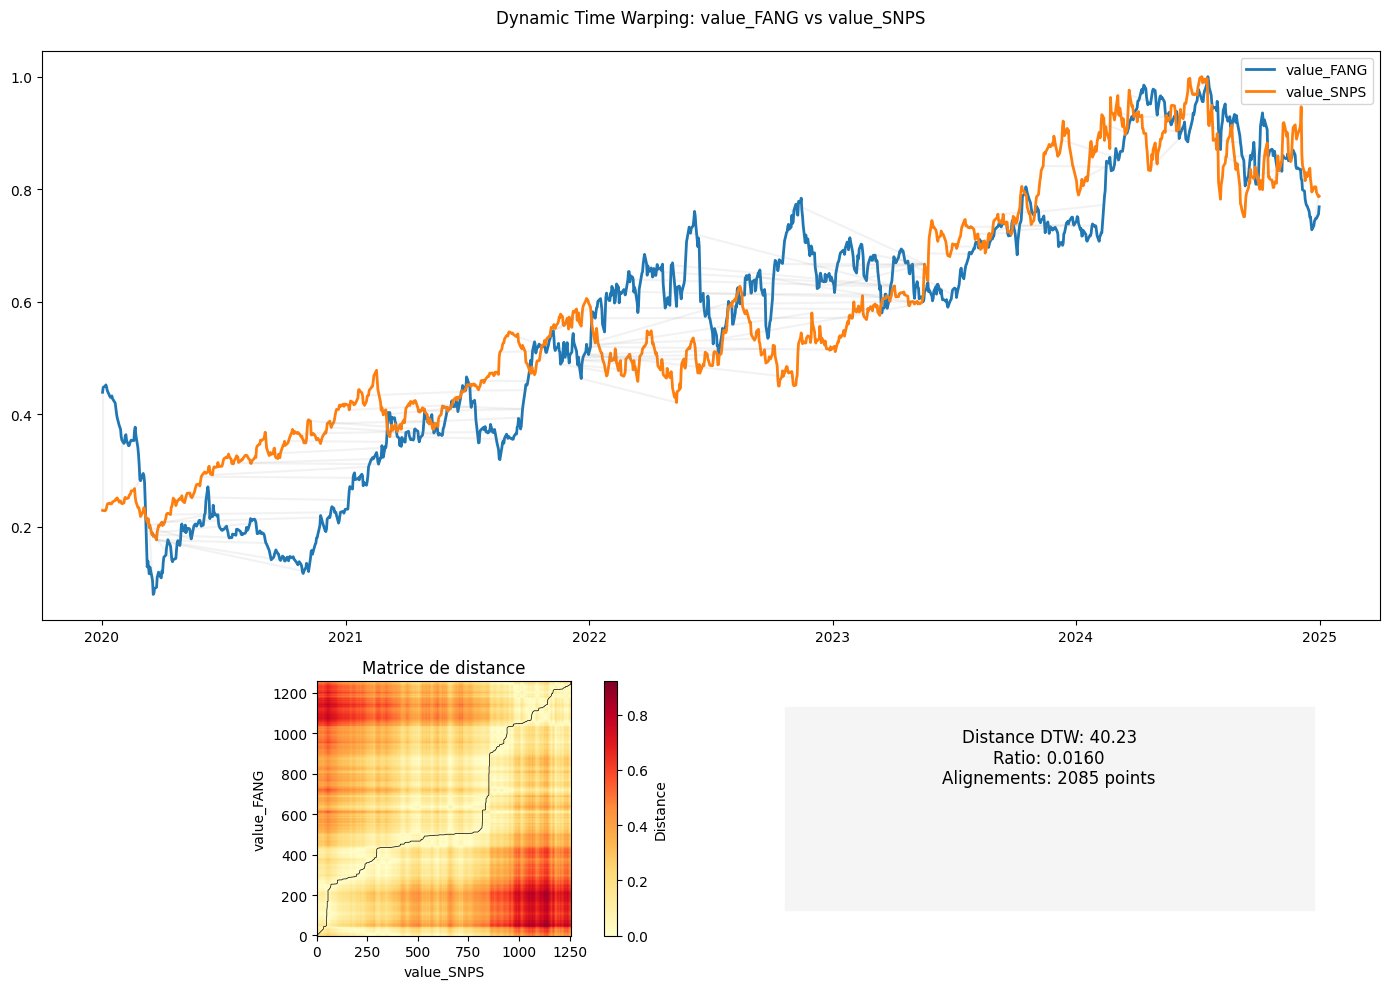 Dynamic Time Warping: value_FANG vs value_SNPS
value_FANG
value_SNPS
1.0
0.8
0.6
0.4
0.2
2020 2021 2022 2023 2024 2025
Matrice de distance
1200
1000
800
600
400
200
0
value_FANG
0 250 500 750 1000 1250
value_SNPS
0.8
0.6
0.4
0.2
0.0
Distance
Distance DTW: 40.23
Ratio: 0.0160
Alignements: 2085 points